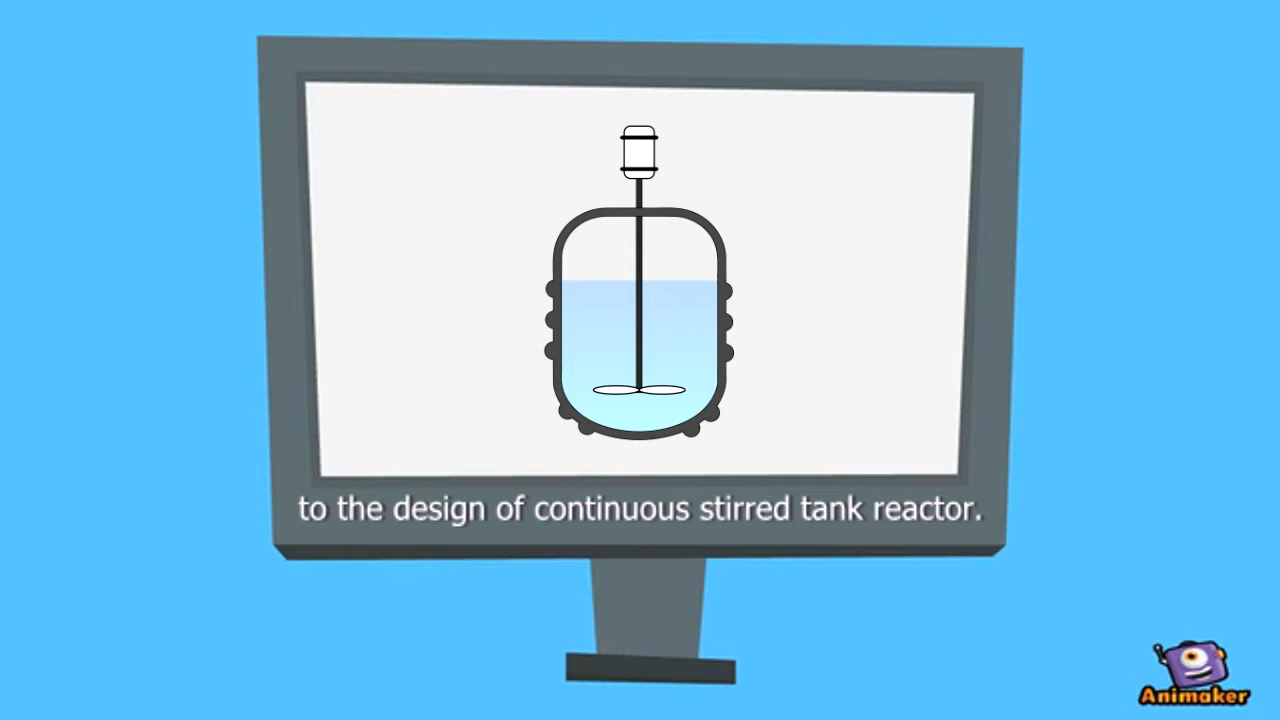 to the design of continuous stirred tank reactor.
Animaker